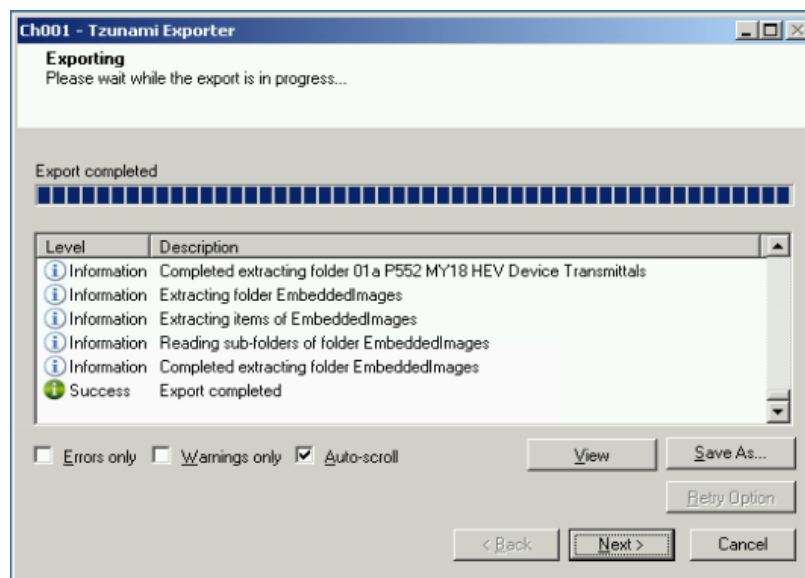 Ch001 - Tzunami Exporter
Exporting
Please wait while the export is in progress...
Export completed
Level Description
Information Completed extracting folder 01a P552 MY18 HEV Device Transmittals
Information Extracting folder EmbeddedImages
Information Extracting items of EmbeddedImages
Information Reading sub-folders of folder EmbeddedImages
Information Completed extracting folder EmbeddedImages
Success Export completed
Errors only Warnings only Auto-scroll View Save As...
Retry Option
< Back Next > Cancel